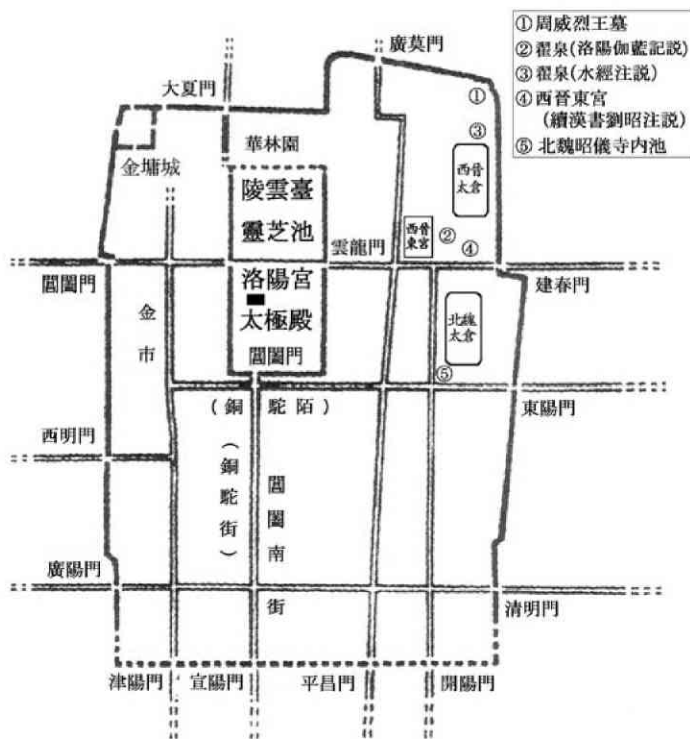 ①周威烈王墓
②翟泉(洛陽伽藍記説)
③翟泉(水經注説)
④西晉東宮
(續漢書劉昭注説)
⑤北魏昭儀寺内池
廣莫門
大夏門
①
③
華林園
金墉城
西晉
太倉
陵雲臺
靈芝池
西晉
東宮
②
雲龍門
④
閶闔門
洛陽宮
建春門
金市
太極殿
北魏
太倉
閶闔門
⑤
(銅駝陌)
東陽門
西明門
(銅駝街)
閶闔南街
廣陽門
清明門
津陽門
宣陽門
平昌門
開陽門